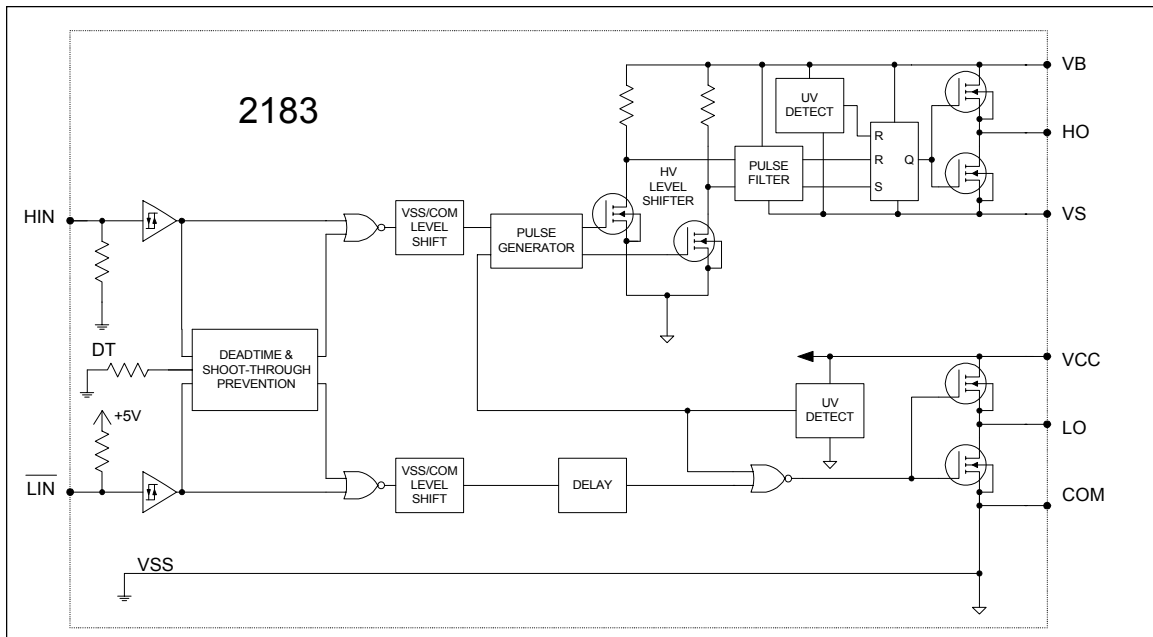 2183
VB
UV
DETECT
HO
R
R
Q
S
PULSE
FILTER
HV
LEVEL
SHIFTER
HIN
VSS/COM
LEVEL
SHIFT
PULSE
GENERATOR
VS
DT
DEADTIME &
SHOOT-THROUGH
PREVENTION
VCC
UV
DETECT
+5V
LO
LIN
VSS/COM
LEVEL
SHIFT
DELAY
COM
VSS